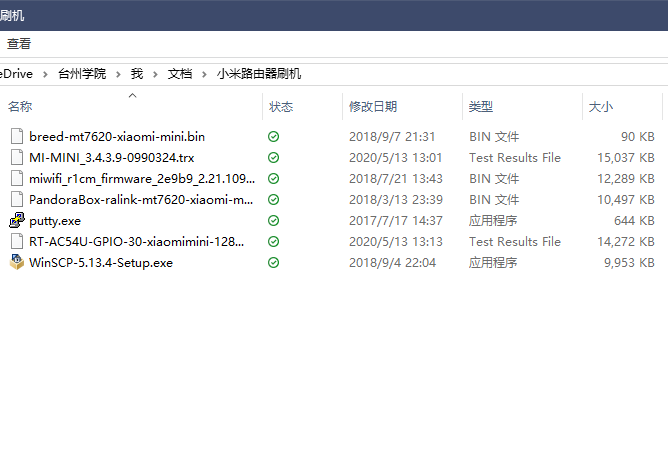 刷机
查看
eDrive > 台州学院 > 我 > 文档 > 小米路由器刷机
名称 状态 修改日期 类型 大小
breed-mt7620-xiaomi-mini.bin 2018/9/7 21:31 BIN 文件 90 KB
MI-MINI_3.4.3.9-0990324.trx 2020/5/13 13:01 Test Results File 15,037 KB
miwifi_r1cm_firmware_2e9b9_2.21.109... 2018/7/21 13:43 BIN 文件 12,289 KB
PandoraBox-ralink-mt7620-xiaomi-m... 2018/3/13 23:39 BIN 文件 10,497 KB
putty.exe 2017/7/17 14:37 应用程序 644 KB
RT-AC54U-GPIO-30-xiaomimini-128... 2020/5/13 13:13 Test Results File 14,272 KB
WinSCP-5.13.4-Setup.exe 2018/9/4 22:04 应用程序 9,953 KB